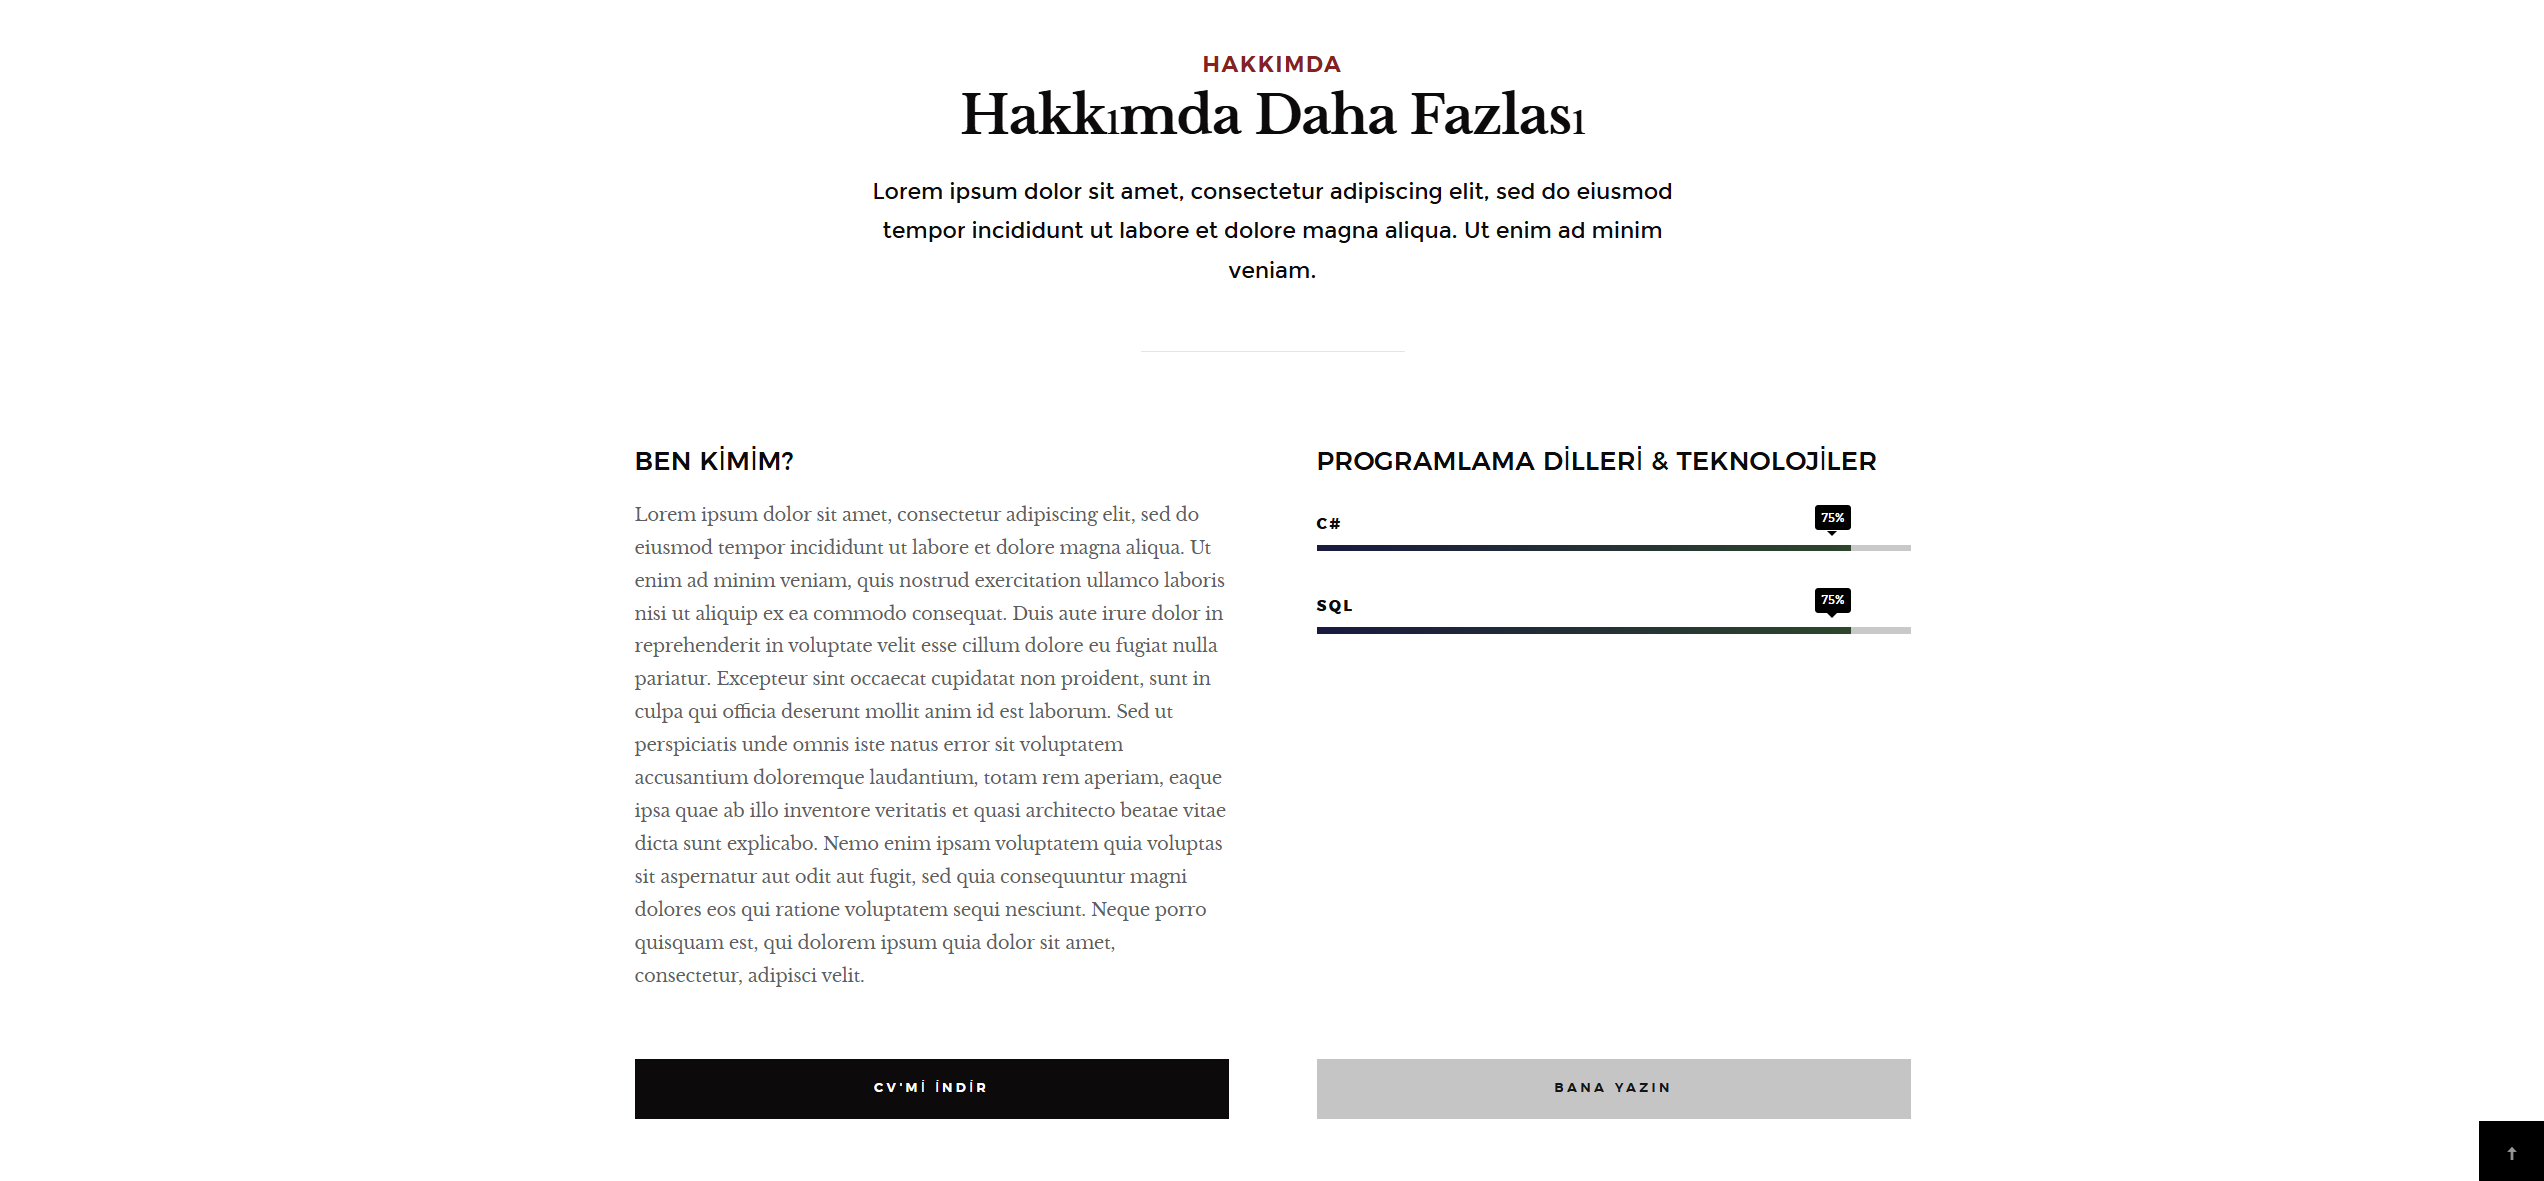 HAKKIMDA
Hakkımda Daha Fazlası
Lorem ipsum dolor sit amet, consectetur adipiscing elit, sed do eiusmod
tempor incididunt ut labore et dolore magna aliqua. Ut enim ad minim
veniam.
BEN KİMİM?
Lorem ipsum dolor sit amet, consectetur adipiscing elit, sed do
eiusmod tempor incididunt ut labore et dolore magna aliqua. Ut
enim ad minim veniam, quis nostrud exercitation ullamco laboris
nisi ut aliquip ex ea commodo consequat. Duis aute irure dolor in
reprehenderit in voluptate velit esse cillum dolore eu fugiat nulla
pariatur. Excepteur sint occaecat cupidatat non proident, sunt in
culpa qui officia deserunt mollit anim id est laborum. Sed ut
perspiciatis unde omnis iste natus error sit voluptatem
accusantium doloremque laudantium, totam rem aperiam, eaque
ipsa quae ab illo inventore veritatis et quasi architecto beatae vitae
dicta sunt explicabo. Nemo enim ipsam voluptatem quia voluptas
sit aspernatur aut odit aut fugit, sed quia consequuntur magni
dolores eos qui ratione voluptatem sequi nesciunt. Neque porro
quisquam est, qui dolorem ipsum quia dolor sit amet,
consectetur, adipisci velit.
CV'Mİ İNDİR
PROGRAMLAMA DİLLERİ & TEKNOLOJİLER
C# 75%
SQL 75%
BANA YAZIN